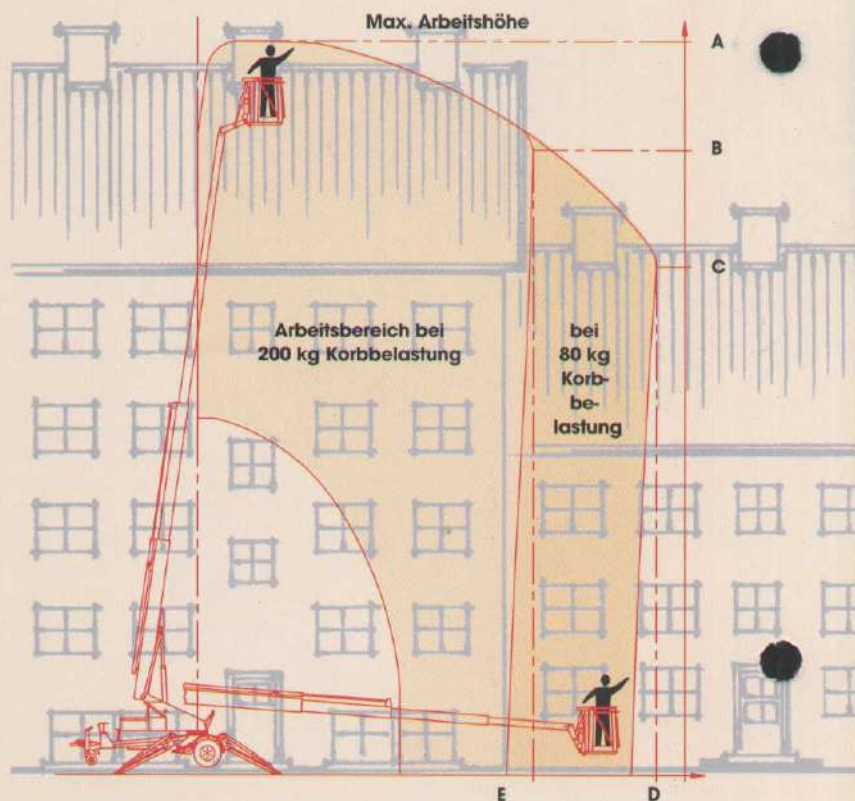 Max. Arbeitshöhe
A
B
C
Arbeitsbereich bei
200 kg Korbbelastung
bei
80 kg
Korb-
be-
lastung
E
D